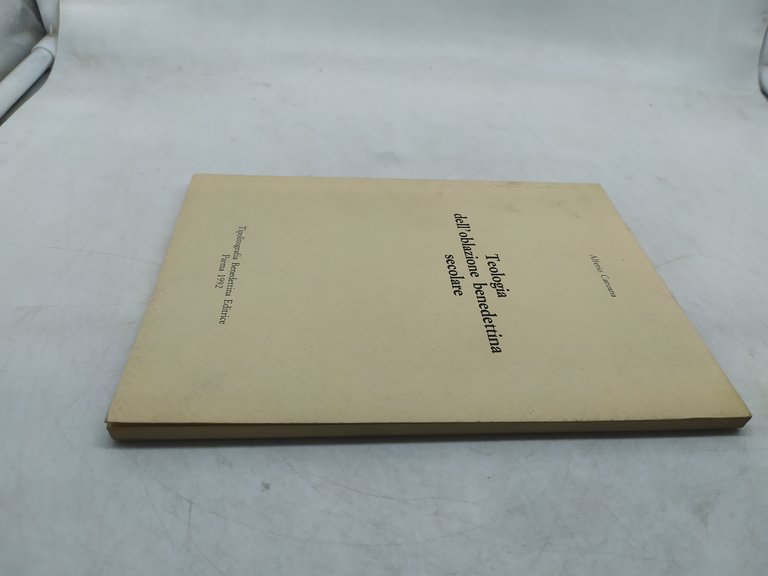 Alberto Carrara
Teologia
dell'oblazione benedettina
secolare
Tipolitografia Benedettina Editrice
Parma 1992